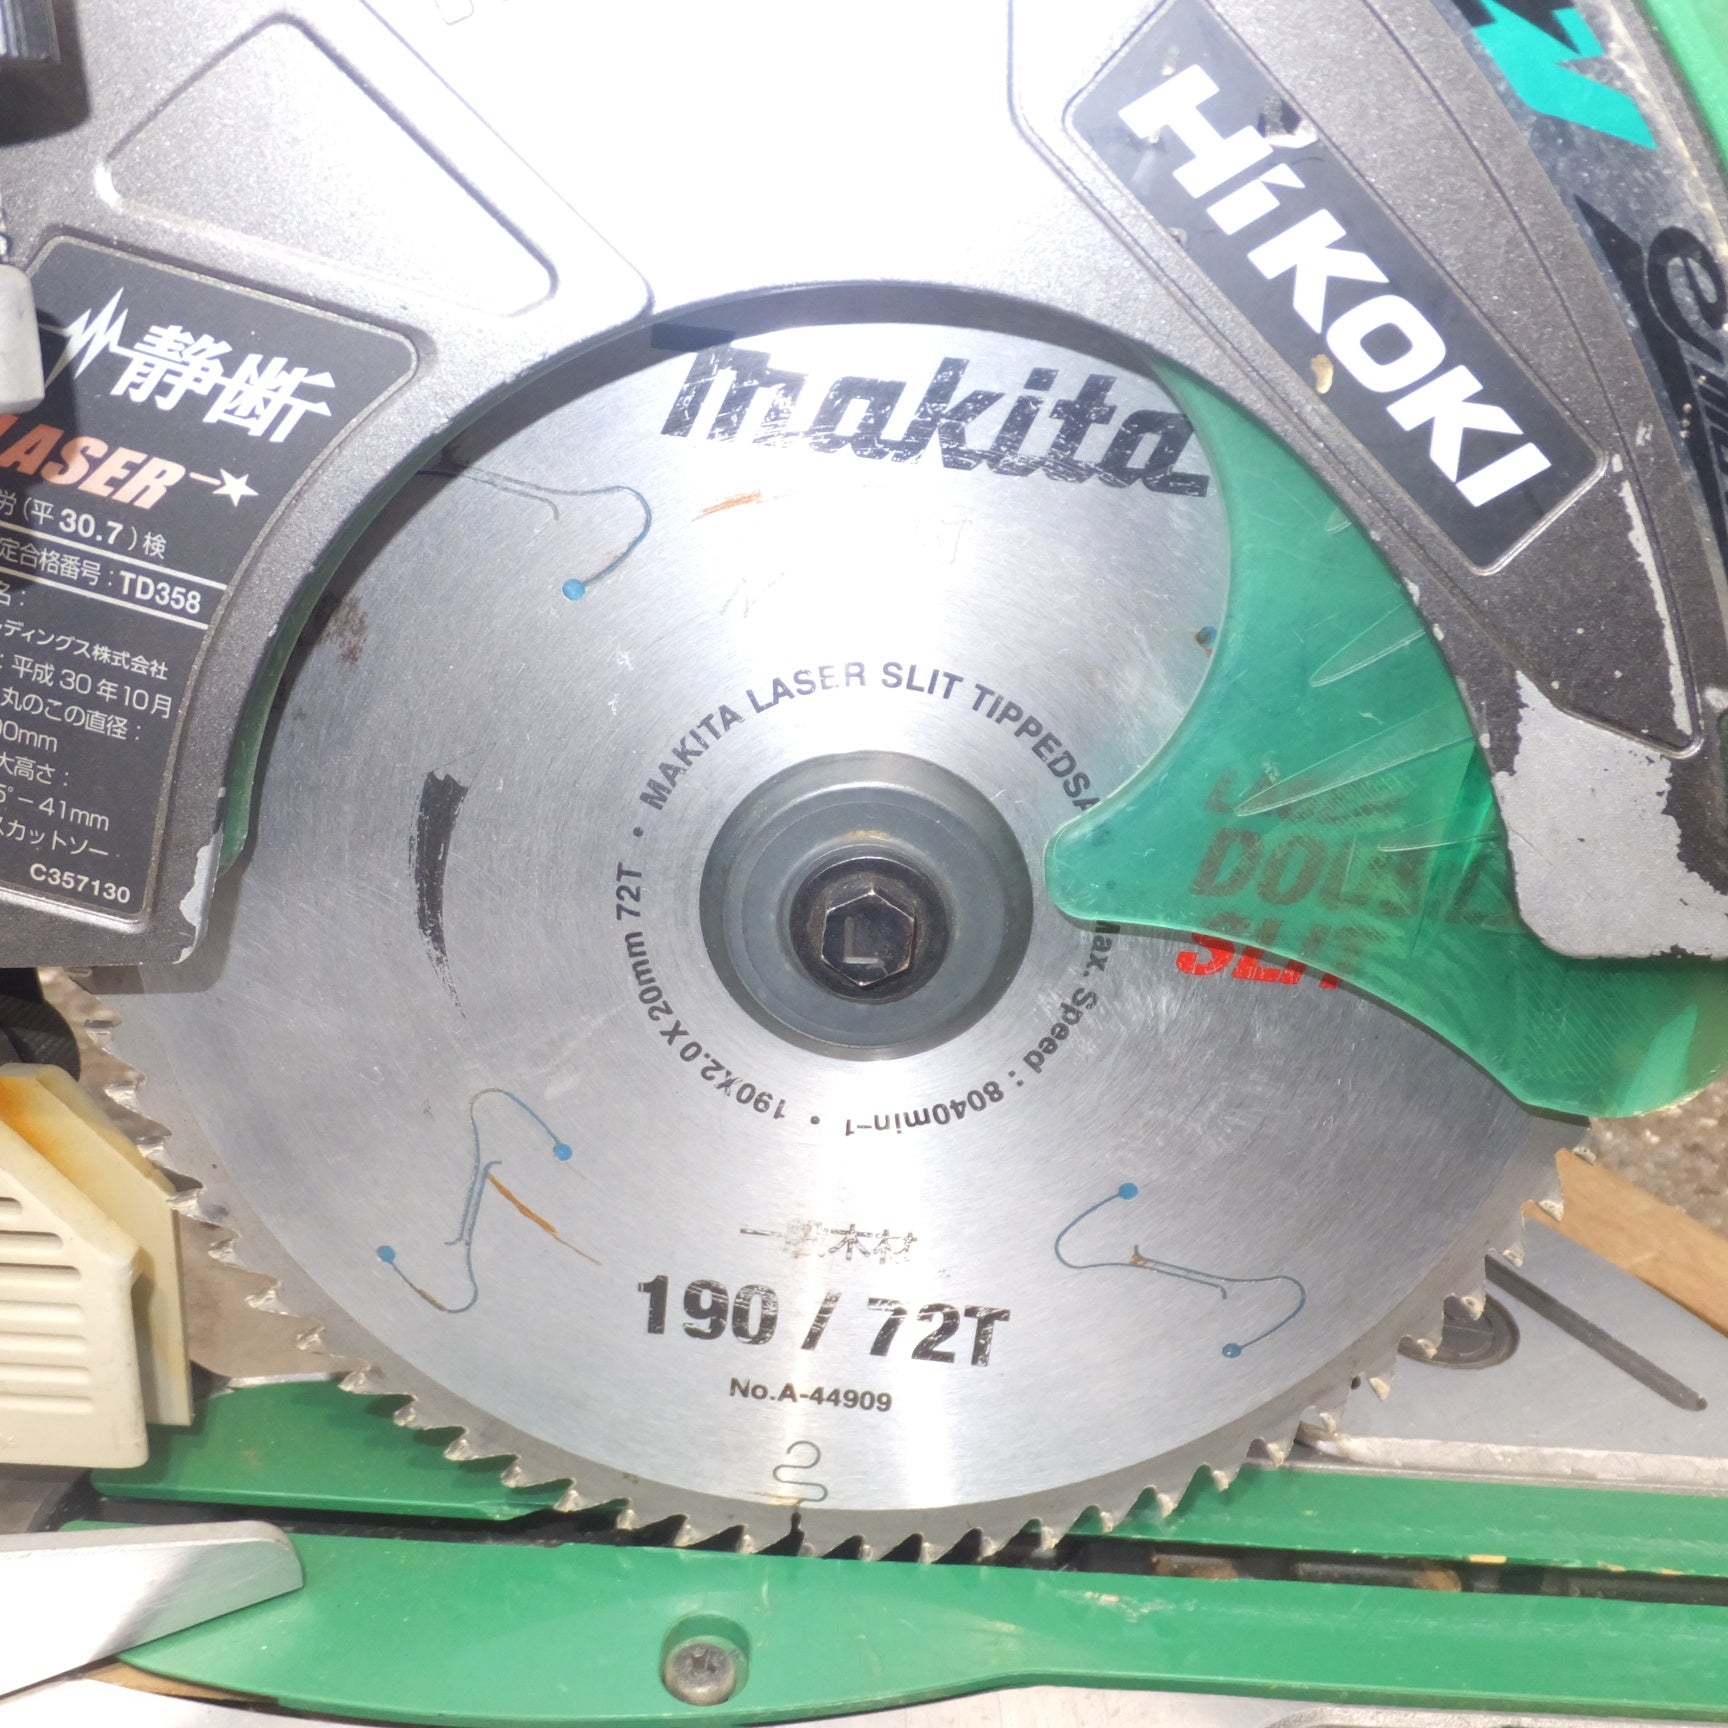 HiKOKI
静断
LASER
労(平30.7)検
定合格番号:TD358
名:
ディングス株式会社
:平成30年10月
丸のこの直径:
00mm
大高さ:
5°-41mm
スカットソー
C357130
makita
MAKITA LASER SLIT TIPPEDSA
Max. Speed : 8040min-1 •
190X2.0X20mm 72T •
DOUBLE
SLIT
木材
190 / 72T
No.A-44909
L